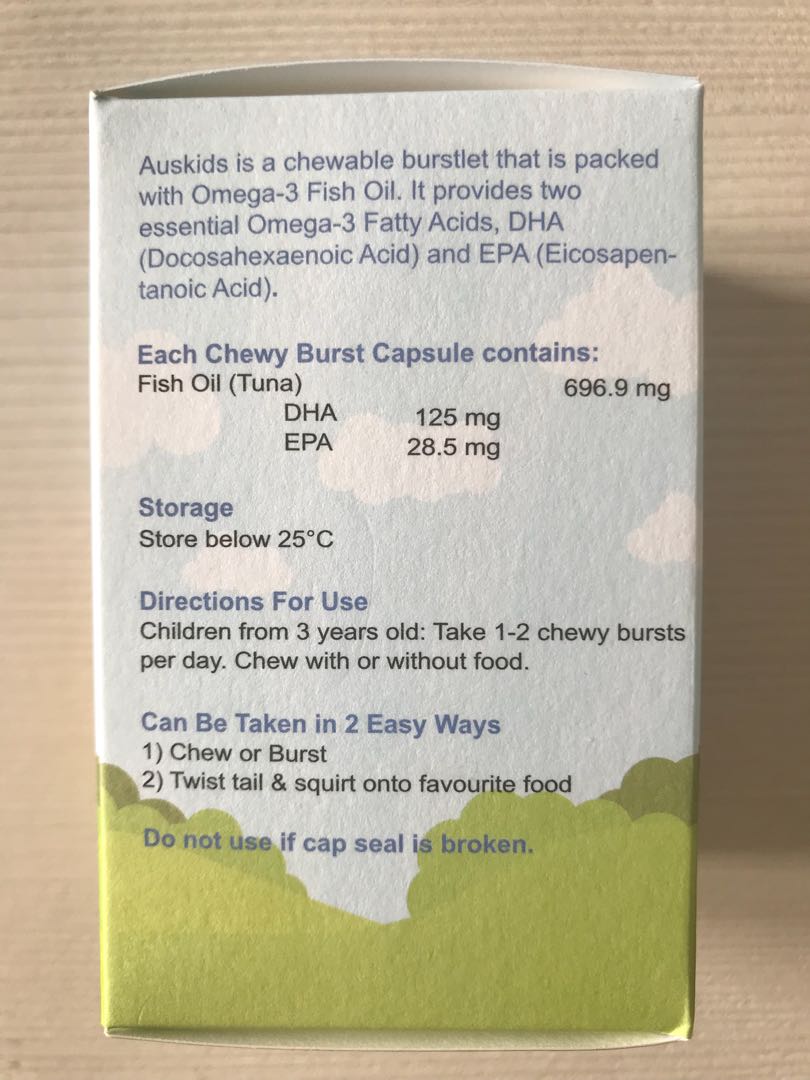 Auskids is a chewable burstlet that is packed
with Omega-3 Fish Oil. It provides two
essential Omega-3 Fatty Acids, DHA
(Docosahexaenoic Acid) and EPA (Eicosapen-
tanoic Acid).
Each Chewy Burst Capsule contains:
Fish Oil (Tuna) 696.9 mg
DHA 125 mg
EPA 28.5 mg
Storage
Store below 25°C
Directions For Use
Children from 3 years old: Take 1-2 chewy bursts
per day. Chew with or without food.
Can Be Taken in 2 Easy Ways
1) Chew or Burst
2) Twist tail & squirt onto favourite food
Do not use if cap seal is broken.